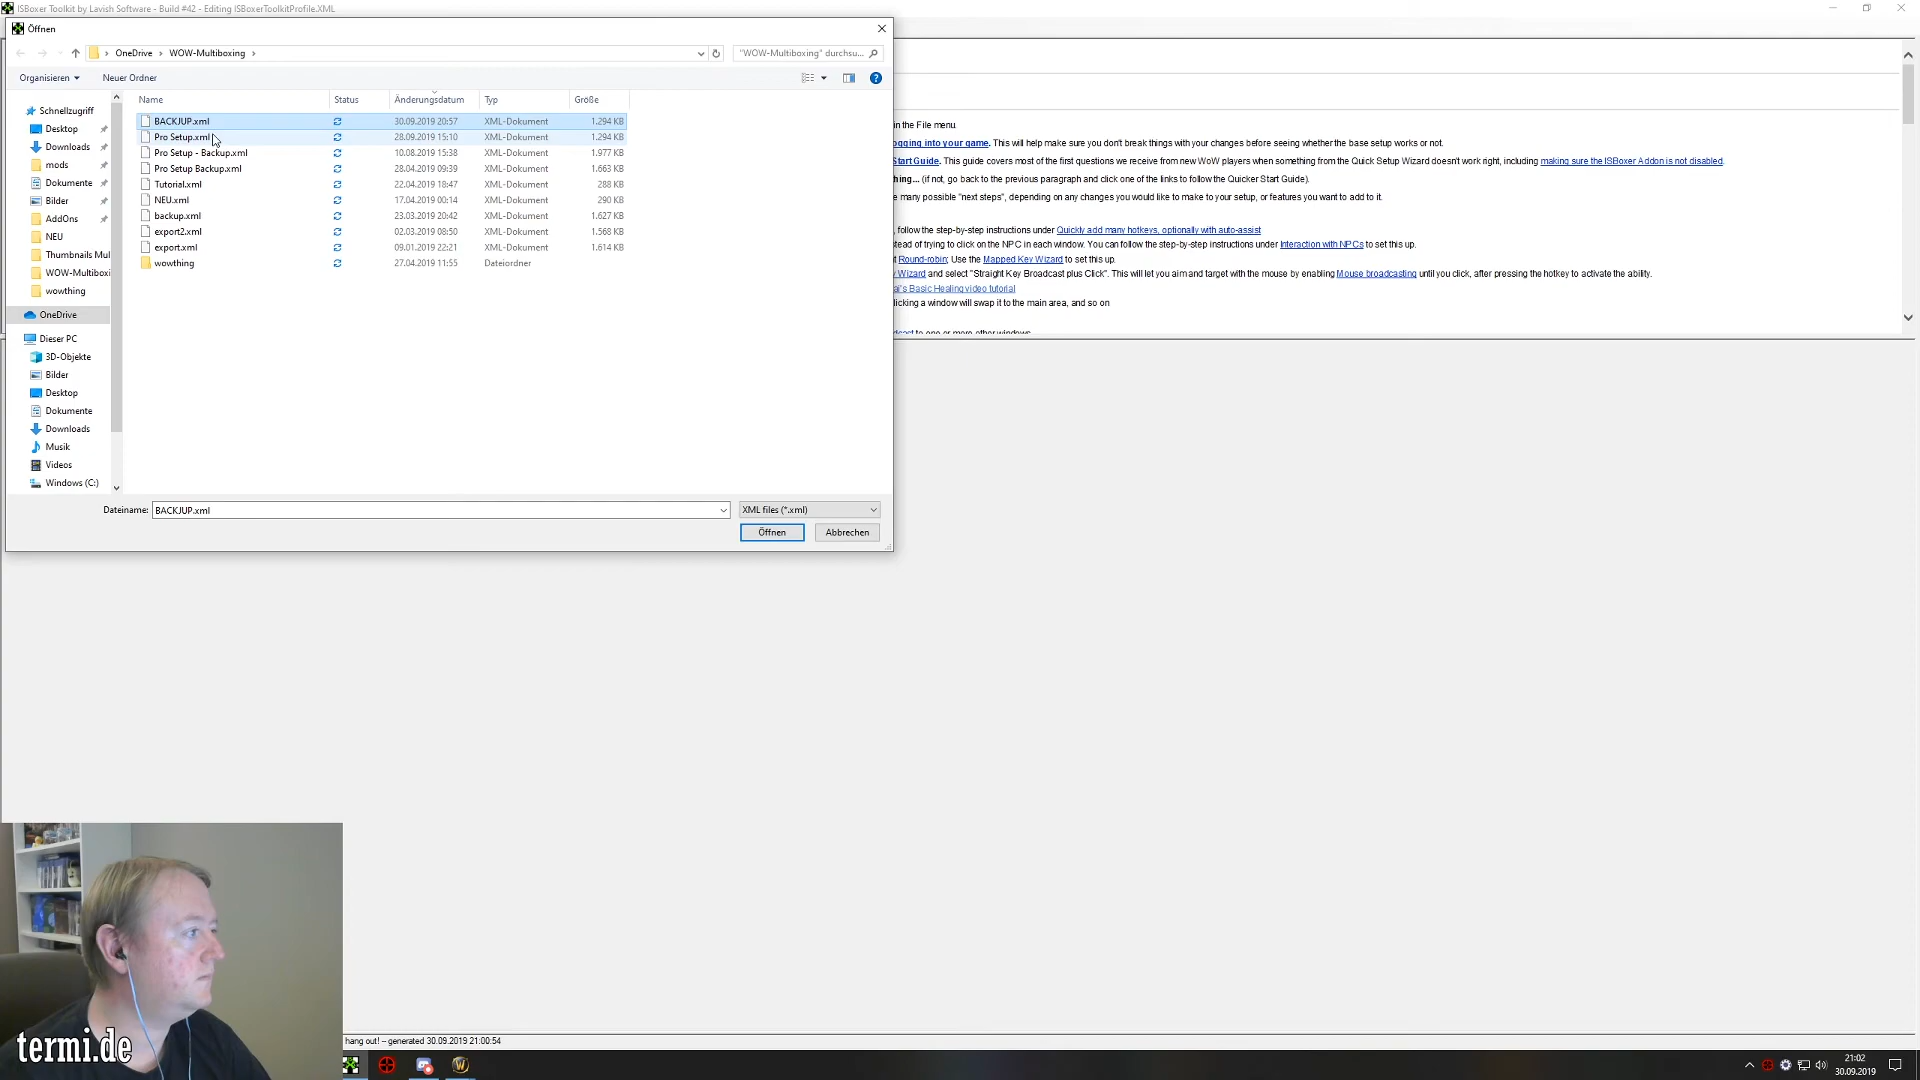 ISBoxer Toolkit by Lavish Software - Build #42 - Editing ISBoxerToolkitProfile.XML
Öffnen
OneDrive > WOW-Multiboxing >
"WOW-Multiboxing" durchsu...
Organisieren
Neuer Ordner
Name Status Änderungsdatum Typ Größe
Schnellzugriff
Desktop
Downloads
mods
Dokumente
Bilder
AddOns
NEU
Thumbnails Mul
WOW-Multiboxi
wowthing
OneDrive
Dieser PC
3D-Objekte
Bilder
Desktop
Dokumente
Downloads
Musik
Videos
Windows (C:)
BACKJUP.xml 30.09.2019 20:57 XML-Dokument 1.294 KB
Pro Setup.xml 28.09.2019 15:10 XML-Dokument 1.294 KB
Pro Setup - Backup.xml 10.08.2019 15:38 XML-Dokument 1.977 KB
Pro Setup Backup.xml 28.04.2019 09:39 XML-Dokument 1.663 KB
Tutorial.xml 22.04.2019 18:47 XML-Dokument 288 KB
NEU.xml 17.04.2019 00:14 XML-Dokument 290 KB
backup.xml 23.03.2019 20:42 XML-Dokument 1.627 KB
export2.xml 02.03.2019 08:50 XML-Dokument 1.568 KB
export.xml 09.01.2019 22:21 XML-Dokument 1.614 KB
wowthing 27.04.2019 11:55 Dateiordner
Dateiname: BACKJUP.xml
XML files (*.xml)
Öffnen
Abbrechen
in the File menu.
ogging into your game. This will help make sure you don't break things with your changes before seeing whether the base setup works or not.
Start Guide. This guide covers most of the first questions we receive from new WoW players when something from the Quick Setup Wizard doesn't work right, including making sure the ISBoxer Addon is not disabled.
hing... (if not, go back to the previous paragraph and click one of the links to follow the Quicker Start Guide).
e many possible "next steps", depending on any changes you would like to make to your setup, or features you want to add to it.
, follow the step-by-step instructions under Quickly add many hotkeys, optionally with auto-assist
stead of trying to click on the NPC in each window. You can follow the step-by-step instructions under Interaction with NPCs to set this up.
t Round-robin; Use the Mapped Key Wizard to set this up.
y Wizard and select "Straight Key Broadcast plus Click". This will let you aim and target with the mouse by enabling Mouse broadcasting until you click, after pressing the hotkey to activate the ability.
ai's Basic Healing video tutorial
licking a window will swap it to the main area, and so on
dcast to one or more other windows
termi.de
hang out! -- generated 30.09.2019 21:00:54
21:02
30.09.2019